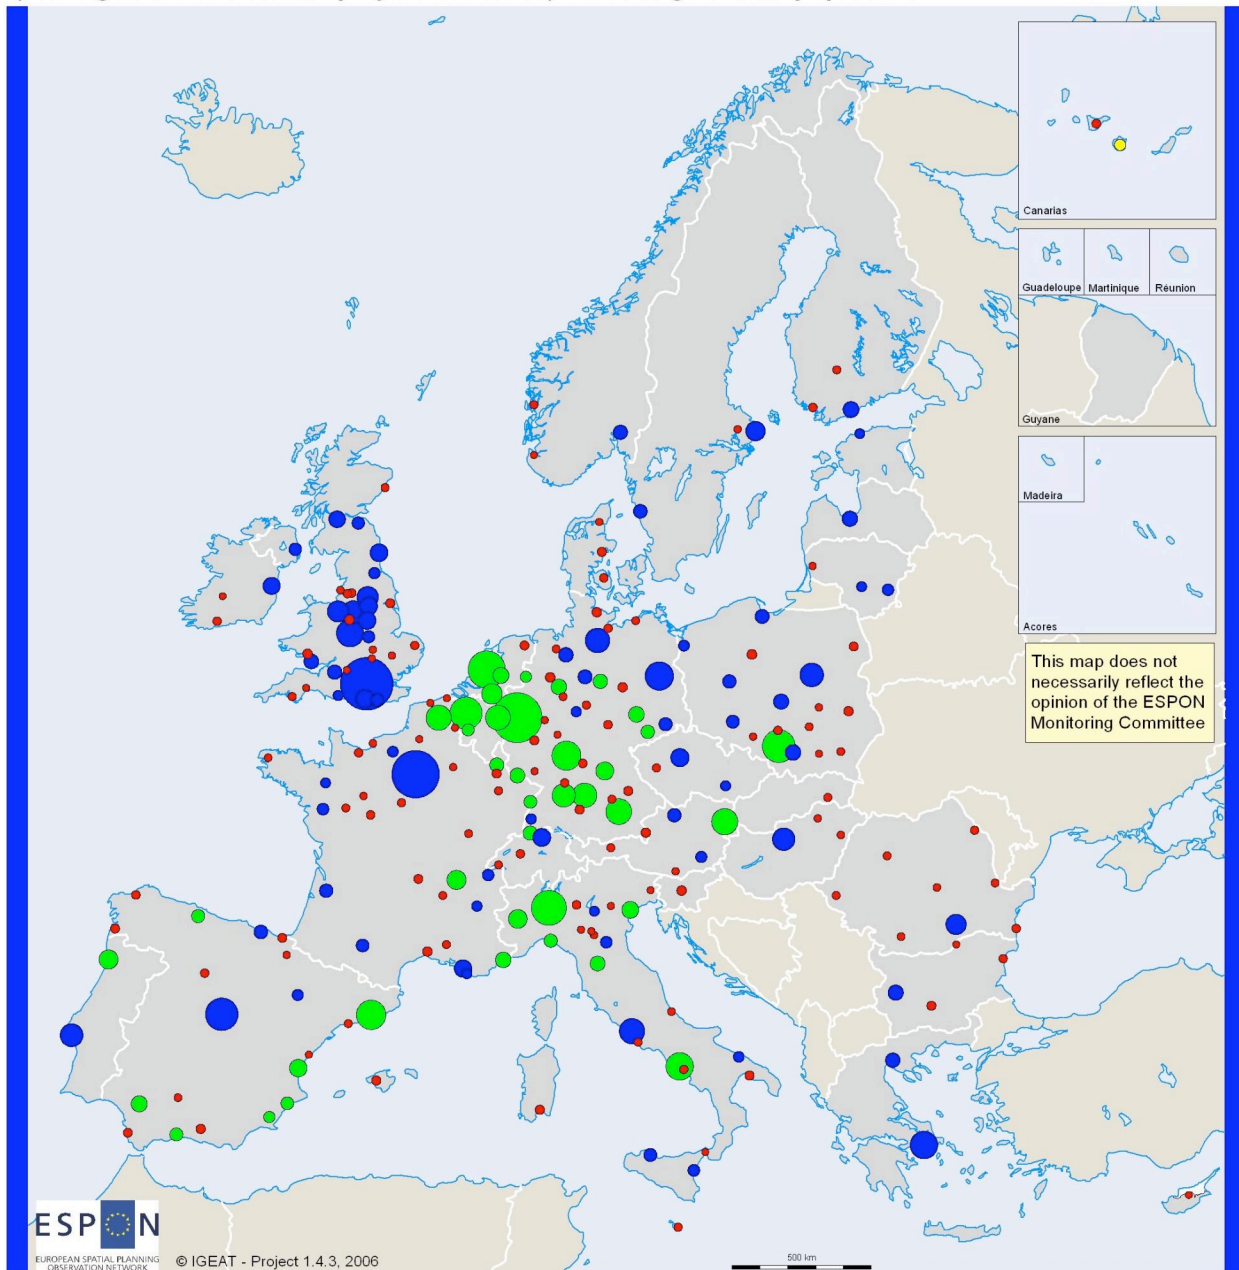 Canarias
Guadeloupe Martinique Réunion
Guyane
Madeira
Acores
This map does not
necessarily reflect the
opinion of the ESPON
Monitoring Committee
ESPON
EUROPEAN SPATIAL PLANNING
OBSERVATION NETWORK
© IGEAT - Project 1.4.3, 2006
500 km